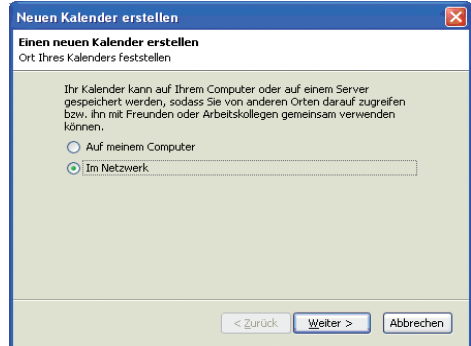 Neuen Kalender erstellen
Einen neuen Kalender erstellen
Ort Ihres Kalenders feststellen
Ihr Kalender kann auf Ihrem Computer oder auf einem Server
gespeichert werden, sodass Sie von anderen Orten darauf zugreifen
bzw. ihn mit Freunden oder Arbeitskollegen gemeinsam verwenden
können.
Auf meinem Computer
Im Netzwerk
< Zurück Weiter > Abbrechen